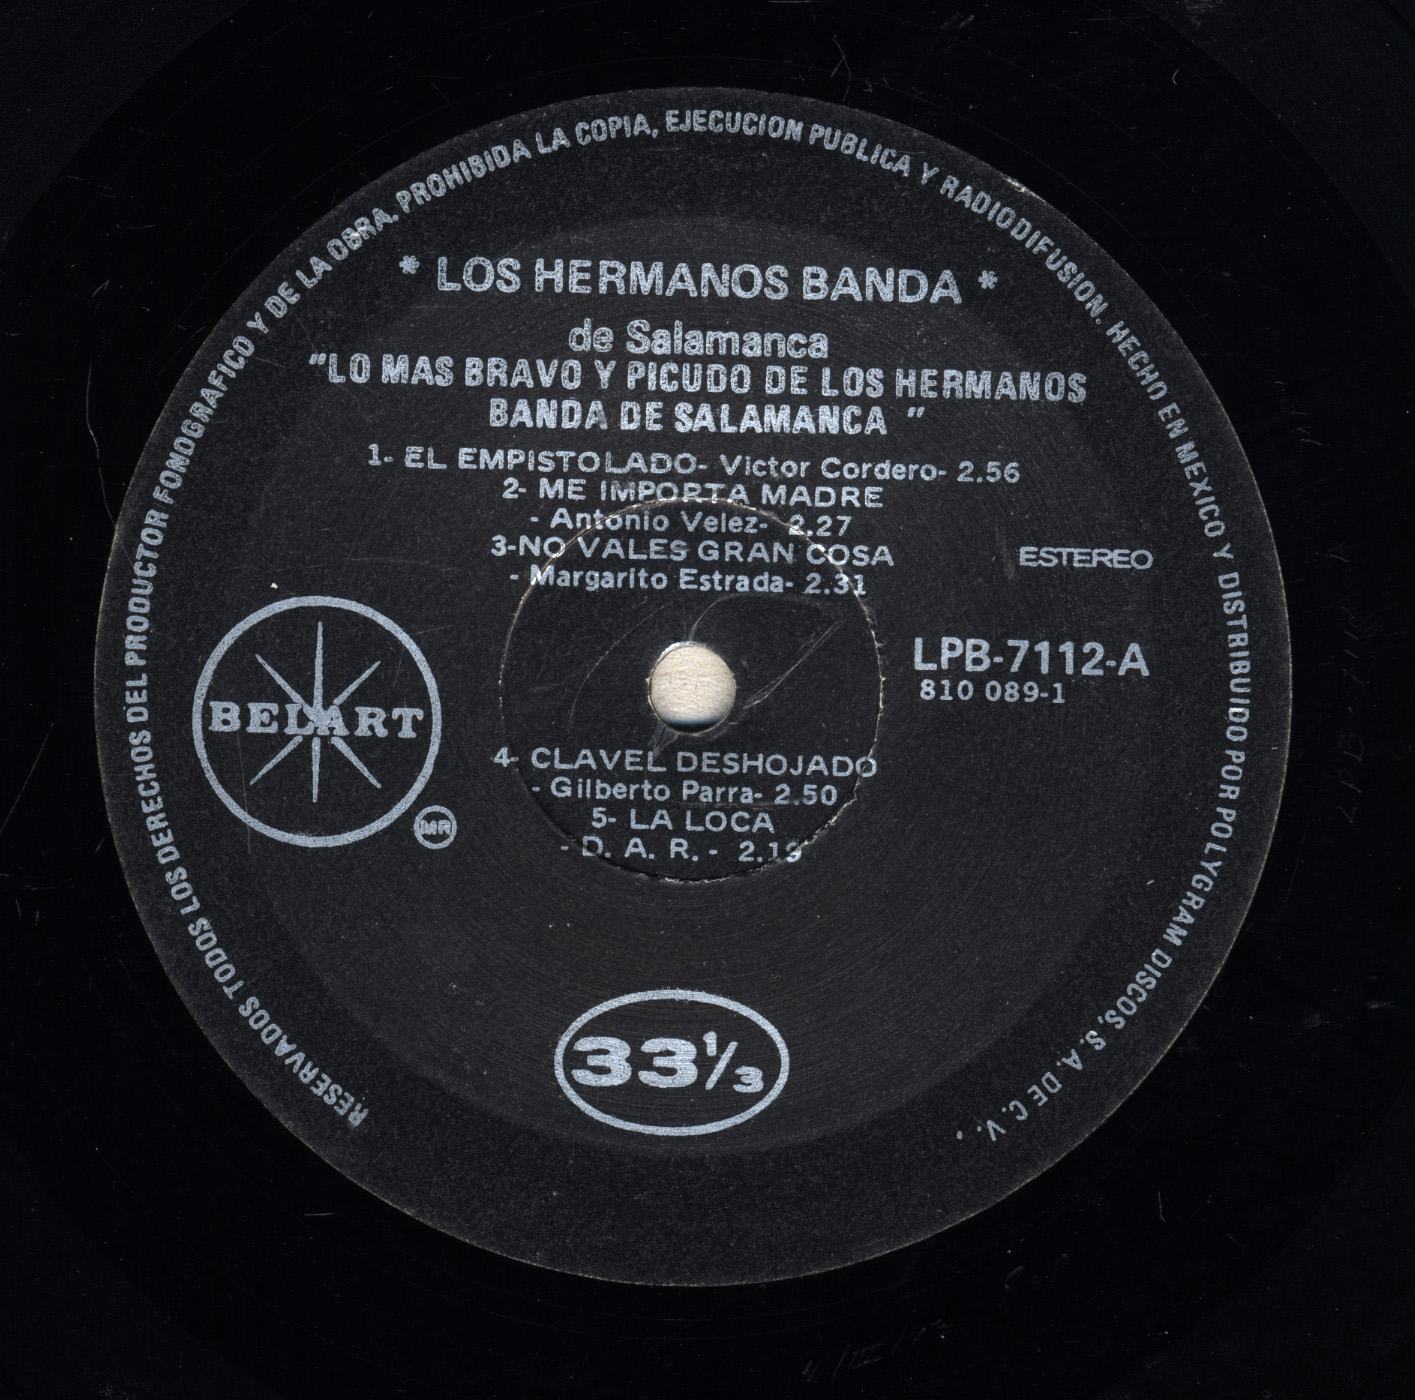 RESERVADOS TODOS LOS DERECHOS DEL PRODUCTOR FONOGRAFICO Y DE LA OBRA. PROHIBIDA LA COPIA, EJECUCION PUBLICA Y RADIODIFUSION. HECHO EN MEXICO Y DISTRIBUIDO POR POLYGRAM DISCOS, S. A. DE C. V..
* LOS HERMANOS BANDA *
de Salamanca
"LO MAS BRAVO Y PICUDO DE LOS HERMANOS
BANDA DE SALAMANCA "
1- EL EMPISTOLADO- Victor Cordero- 2.56
2- ME IMPORTA MADRE
- Antonio Velez- 2.27
3-NO VALES GRAN COSA
- Margarito Estrada- 2.31
ESTEREO
LPB-7112-A
810 089-1
BELART
MR
4- CLAVEL DESHOJADO
- Gilberto Parra- 2.50
5- LA LOCA
- D. A. R. - 2.19
33⅓